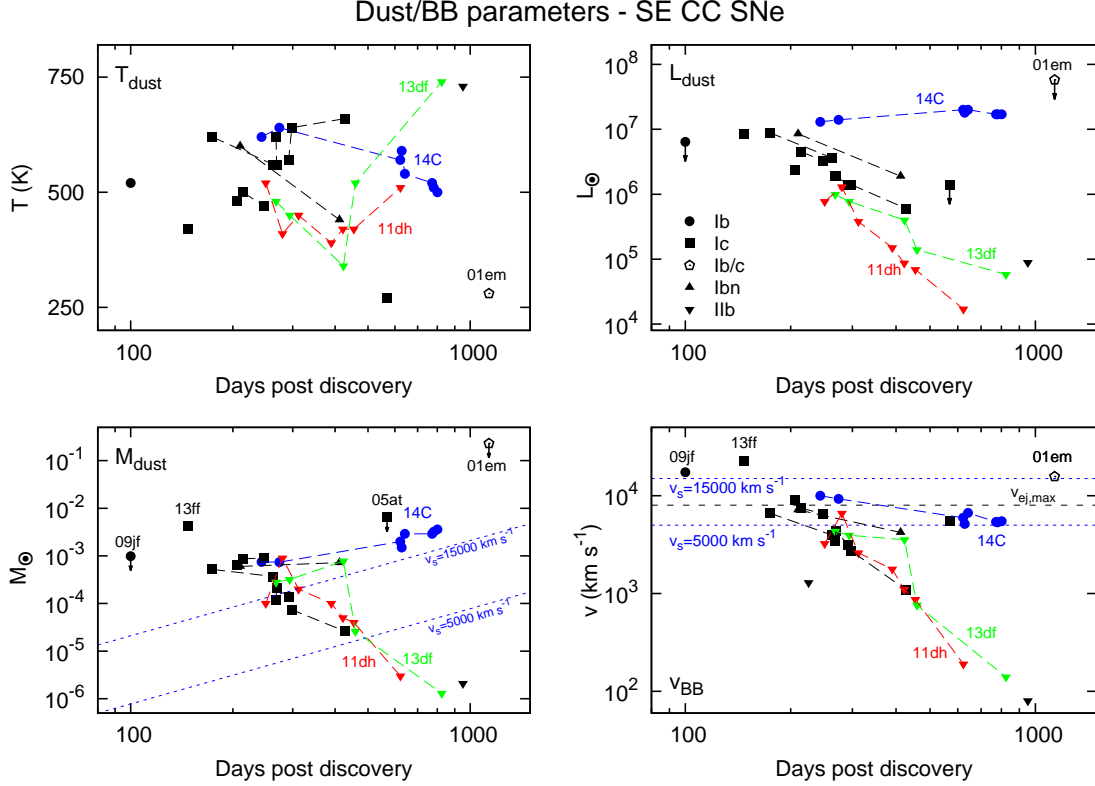 Dust/BB parameters - SE CC SNe
T_dust
13df
14C
11dh
01em
750
500
250
T (K)
100
1000
Days post discovery
L_dust
01em
14C
13df
11dh
Ib
Ic
Ib/c
Ibn
IIb
10^8
10^7
10^6
10^5
10^4
L_⊙
100
1000
Days post discovery
M_dust
01em
13ff
05at
14C
09jf
v_s=15000 km s^-1
v_s=5000 km s^-1
13df
11dh
10^-1
10^-2
10^-3
10^-4
10^-5
10^-6
M_⊙
100
1000
Days post discovery
13ff
09jf
01em
v_s=15000 km s^-1
v_ej,max
v_s=5000 km s^-1
14C
13df
11dh
v_BB
10^4
10^3
10^2
v (km s^-1)
100
1000
Days post discovery